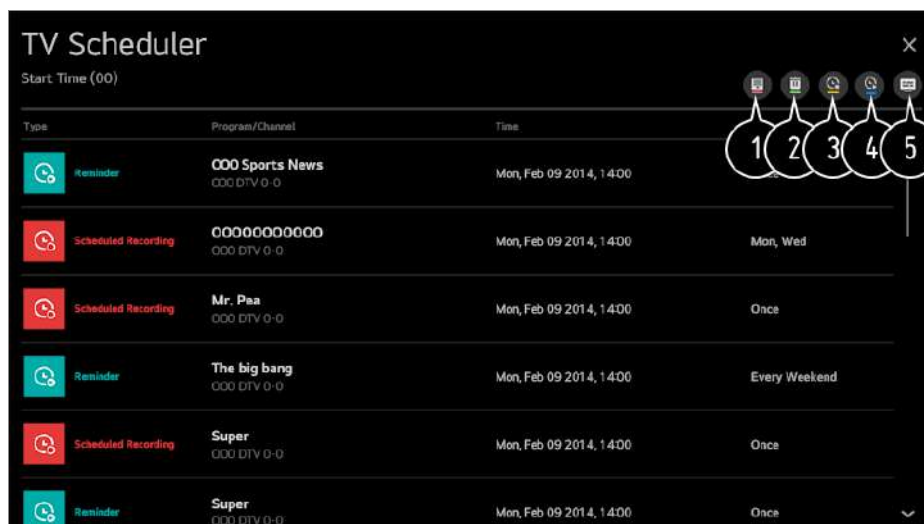 TV Scheduler
Start Time (00)
Type Program/Channel Time
1 2 3 4 5
Reminder
OOO Sports News
OOO DTV 0-0
Mon, Feb 09 2014, 14:00
Scheduled Recording
OOOOOOOOOOO
OOO DTV 0-0
Mon, Feb 09 2014, 14:00
Mon, Wed
Scheduled Recording
Mr. Pea
OOO DTV 0-0
Mon, Feb 09 2014, 14:00
Once
Reminder
The big bang
OOO DTV 0-0
Mon, Feb 09 2014, 14:00
Every Weekend
Scheduled Recording
Super
OOO DTV 0-0
Mon, Feb 09 2014, 14:00
Once
Reminder
Super
OOO DTV 0-0
Mon, Feb 09 2014, 14:00
Once